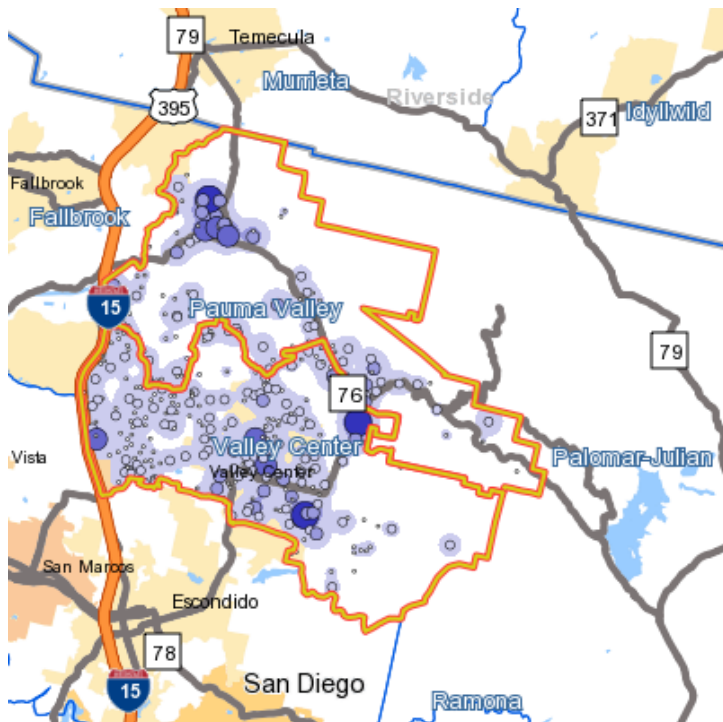 79
Temecula
Murrieta
395
Riverside
371
Idyllwild
Fallbrook
Fallbrook
15
Pauma Valley
79
76
Valley Center
Valley Center
Vista
Palomar-Julian
San Marcos
Escondido
78
15
San Diego
Ramona